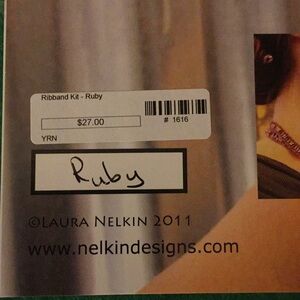 Ribband Kit - Ruby
$27.00
# 1616
YRN
Ruby
©LAURA NELKIN 2011
www.nelkindesigns.com